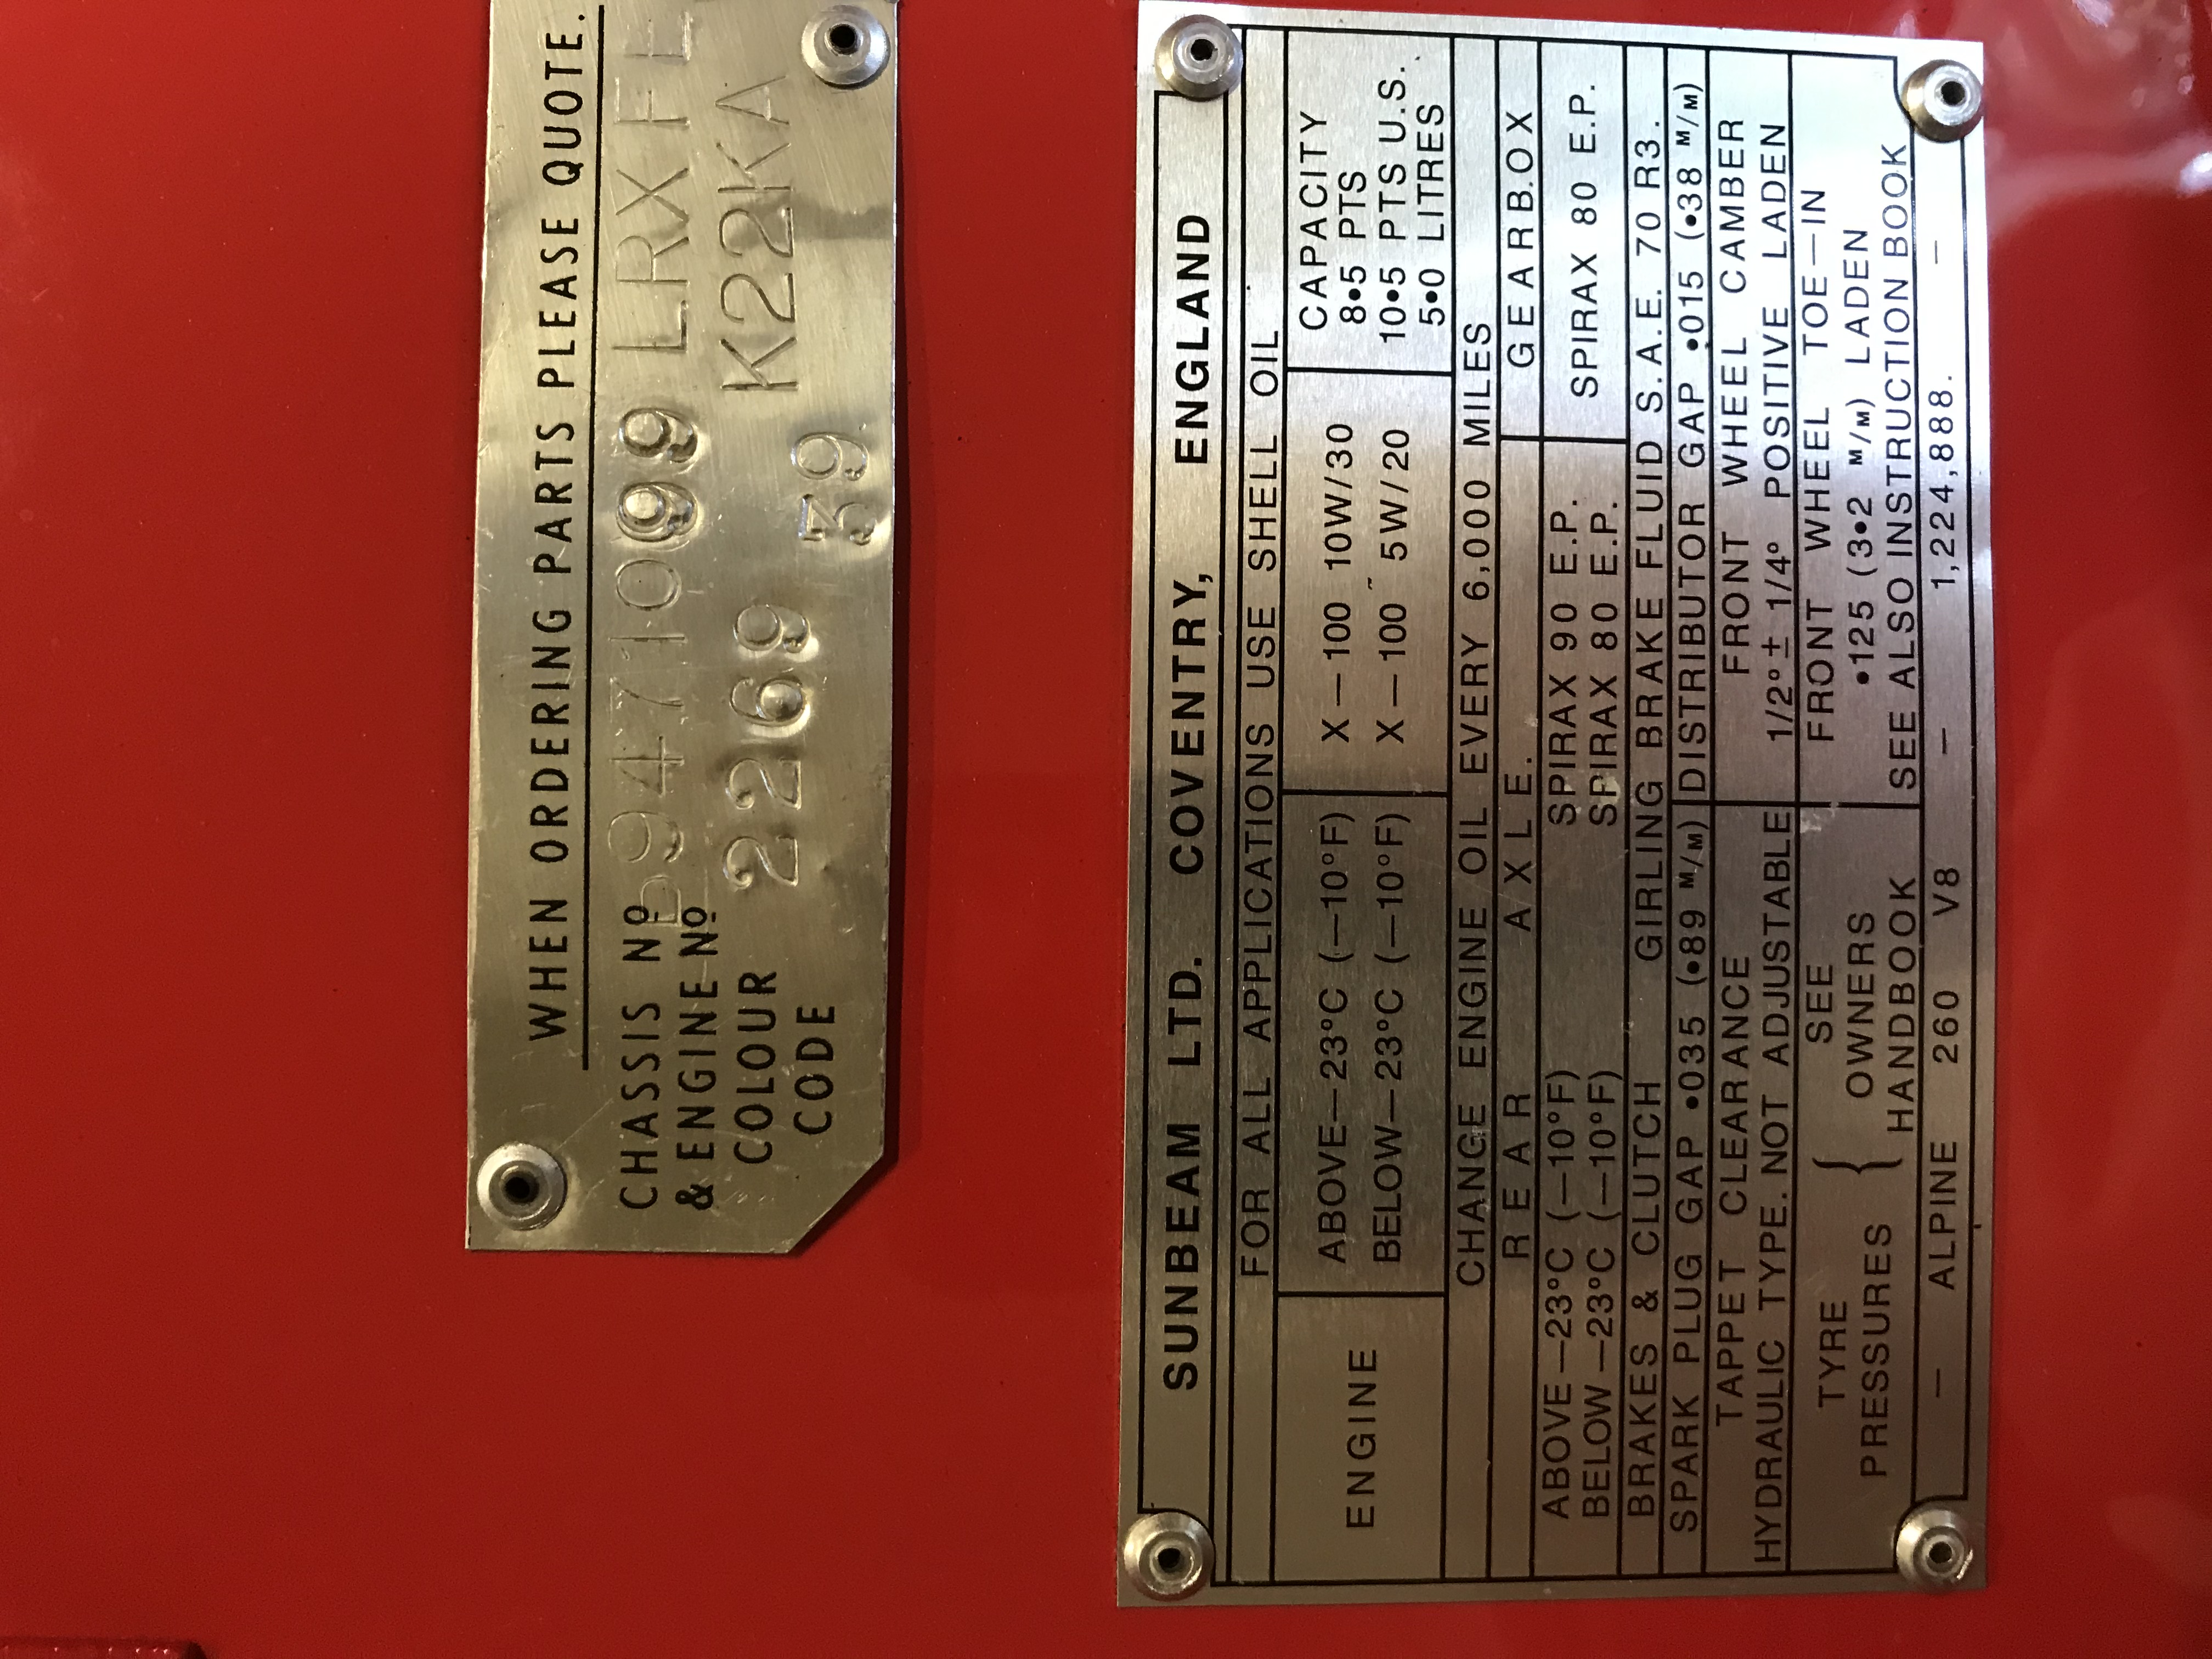 WHEN ORDERING PARTS PLEASE QUOTE.
CHASSIS Nº B9471099 LRX FE
& ENGINE Nº
COLOUR 2269 K22KA
CODE 39
SUNBEAM LTD. COVENTRY, ENGLAND
FOR ALL APPLICATIONS USE SHELL OIL
ENGINE
ABOVE—23°C (—10°F) X—100 10W/30
BELOW—23°C (—10°F) X—100 5W/20
CAPACITY
8•5 PTS
10•5 PTS U.S.
5•0 LITRES
CHANGE ENGINE OIL EVERY 6,000 MILES
REAR AXLE. GEARB.OX
ABOVE—23°C (—10°F) SPIRAX 90 E.P. SPIRAX 80 E.P.
BELOW—23°C (—10°F) SPIRAX 80 E.P.
BRAKES & CLUTCH GIRLING BRAKE FLUID S.A.E. 70 R3.
SPARK PLUG GAP •035 (•89 M/M) DISTRIBUTOR GAP •015 (•38 M/M)
TAPPET CLEARANCE
HYDRAULIC TYPE. NOT ADJUSTABLE
FRONT WHEEL CAMBER
1/2° ± 1/4° POSITIVE LADEN
TYRE PRESSURES { SEE OWNERS HANDBOOK
FRONT WHEEL TOE—IN
•125 (3•2 M/M) LADEN
SEE ALSO INSTRUCTION BOOK
— ALPINE 260 V8 — 1,224,888. —